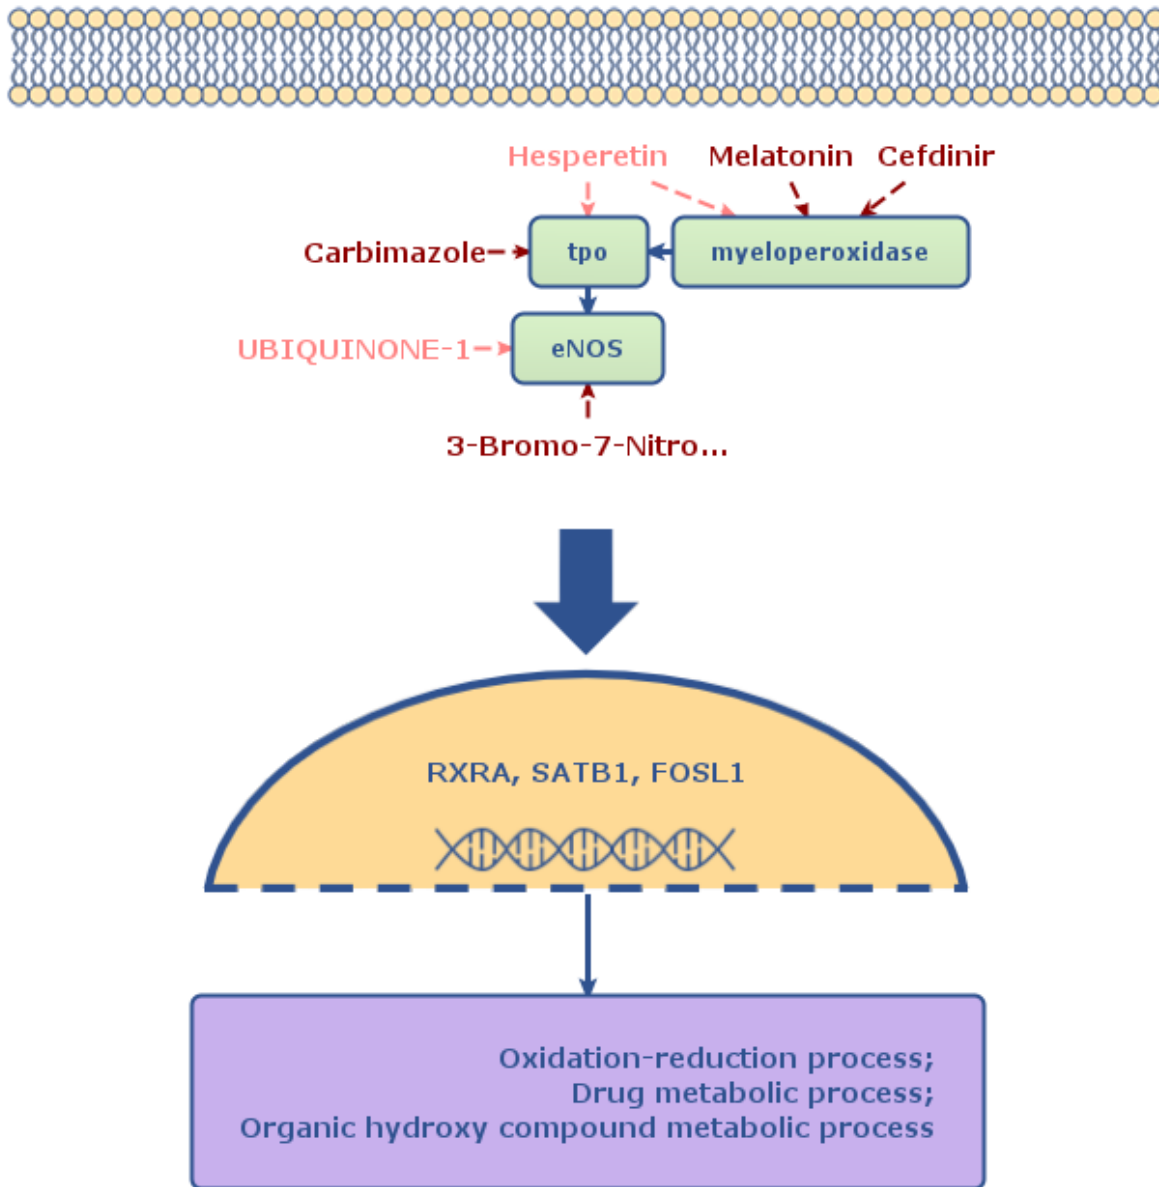 Hesperetin
Melatonin
Cefdinir
Carbimazole
tpo
myeloperoxidase
UBIQUINONE-1
eNOS
3-Bromo-7-Nitro...
RXRA, SATB1, FOSL1
Oxidation-reduction process;
Drug metabolic process;
Organic hydroxy compound metabolic process